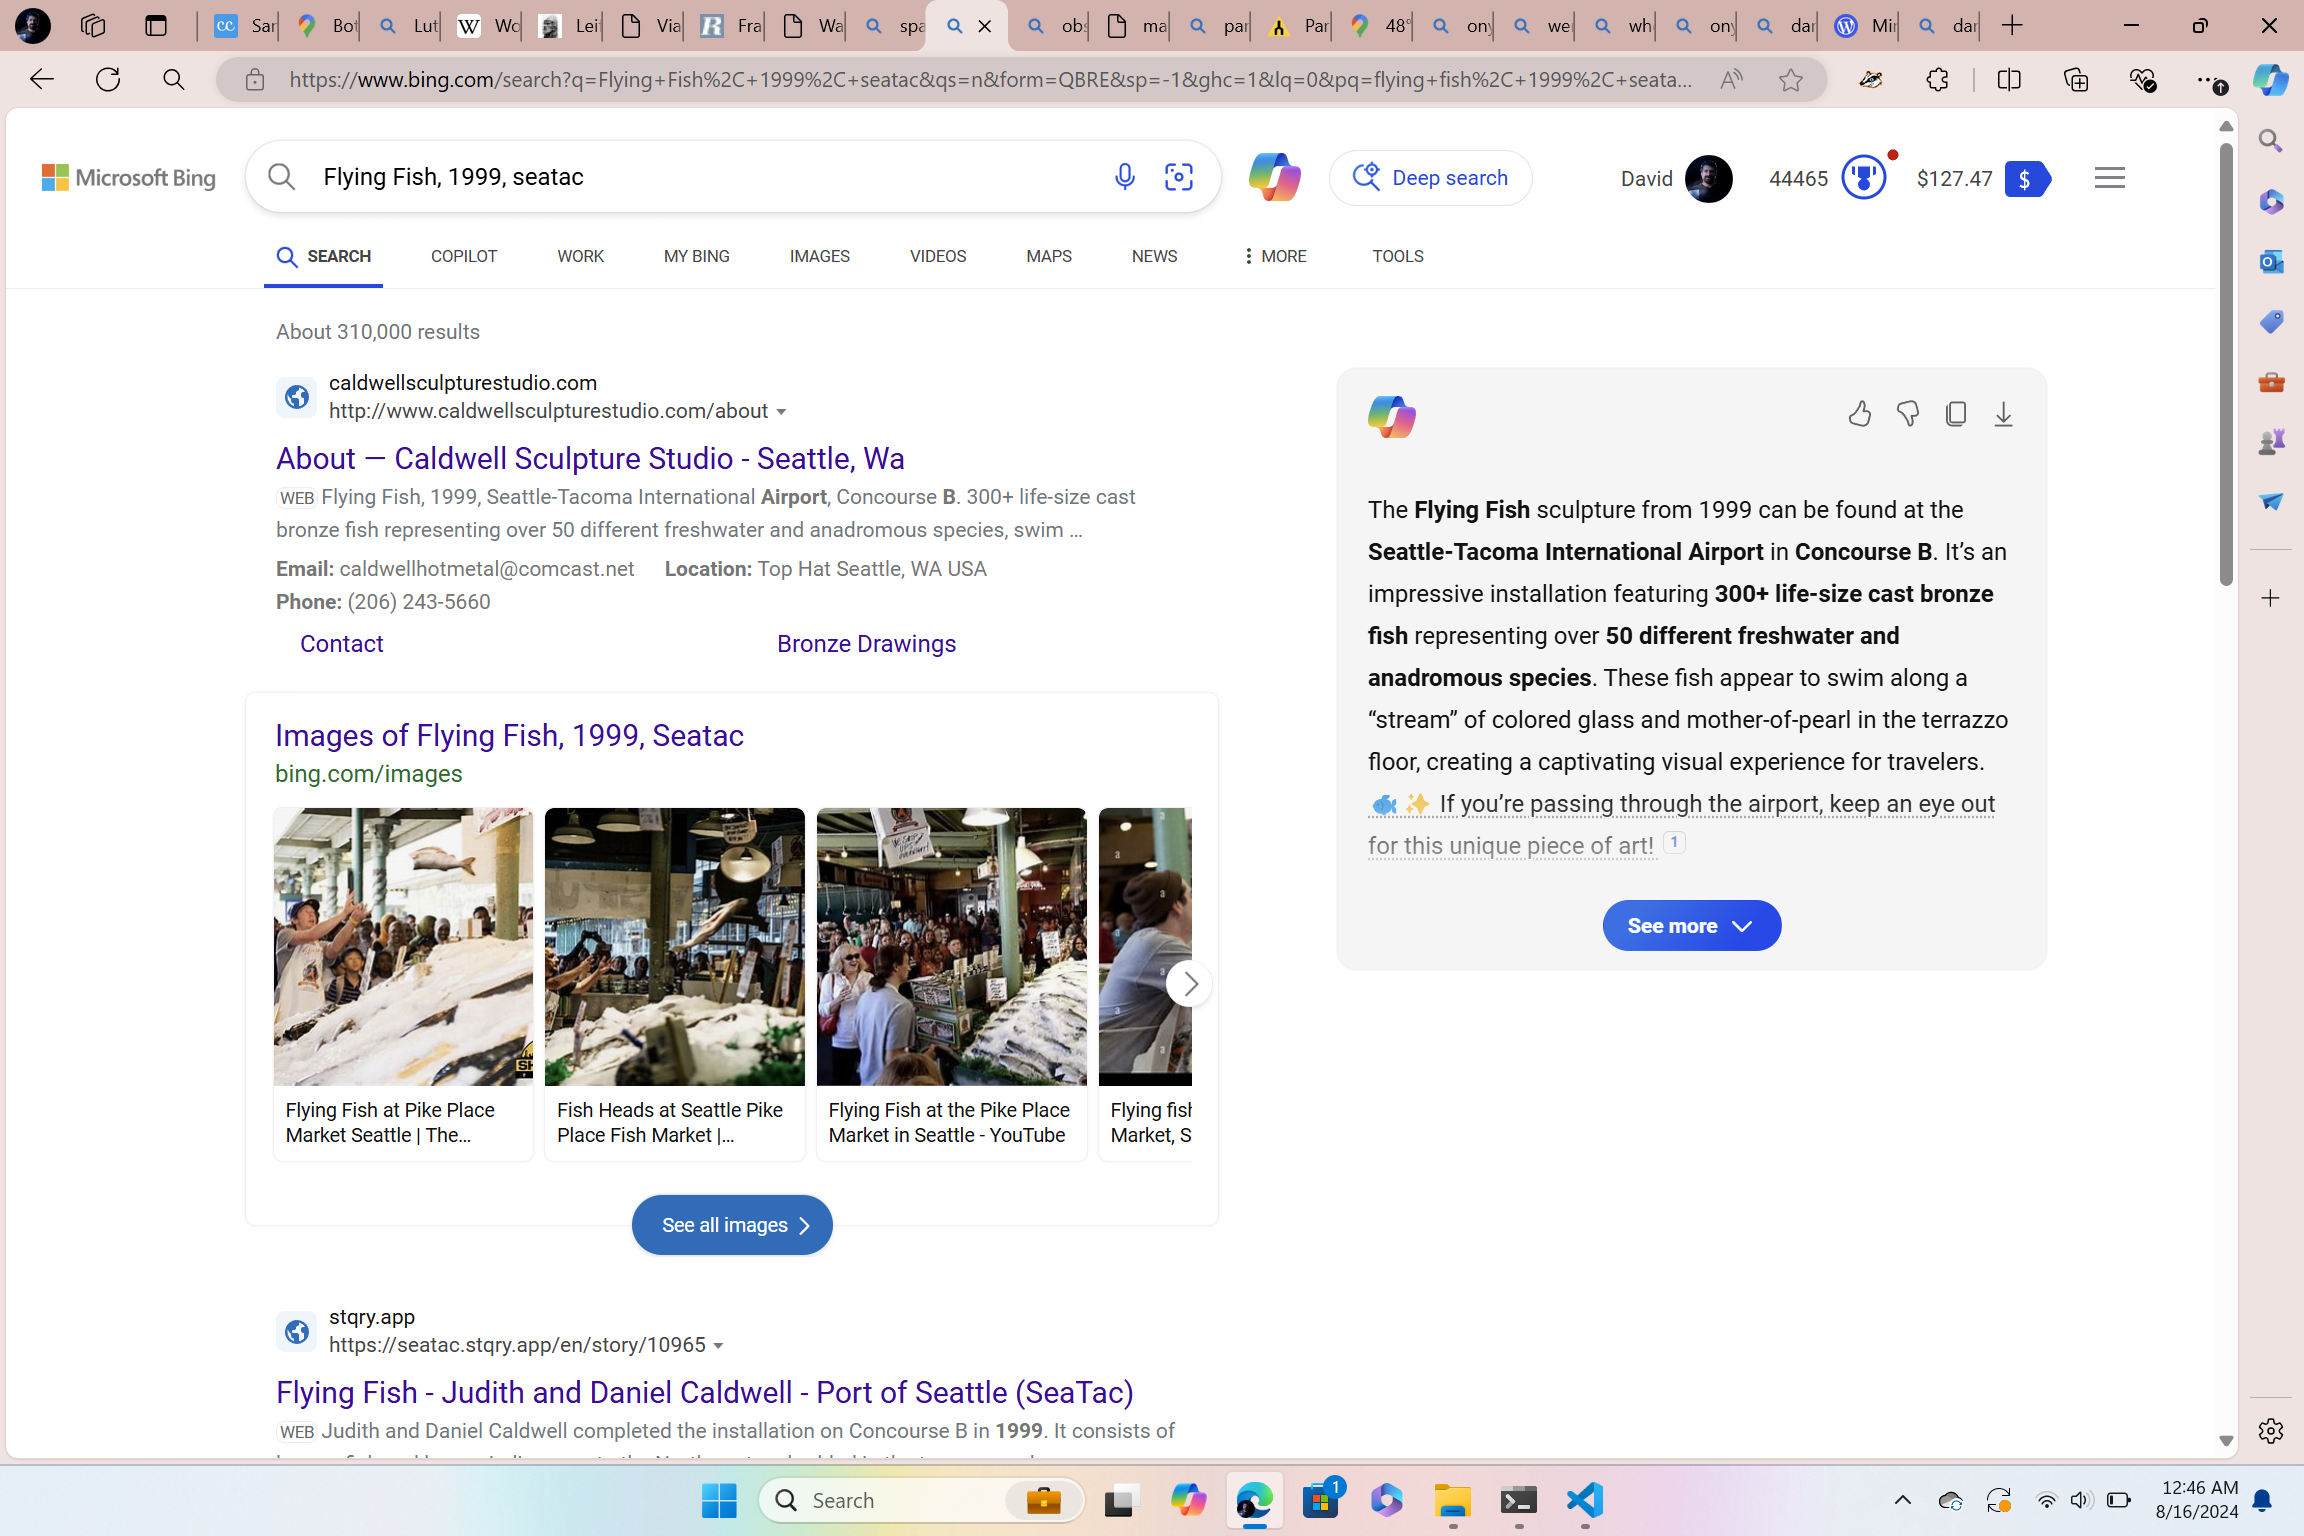 cc Sar
Bot
Lut
W Wo
Lei
Via
R Fra
Wa
spa
obs
ma
par
Par
48°
ony
we
wh
ony
dar
Mir
dar
https://www.bing.com/search?q=Flying+Fish%2C+1999%2C+seatac&qs=n&form=QBRE&sp=-1&ghc=1&lq=0&pq=flying+fish%2C+1999%2C+seata...
Microsoft Bing
Flying Fish, 1999, seatac
Deep search
David
44465
$127.47 $
SEARCH COPILOT WORK MY BING IMAGES VIDEOS MAPS NEWS MORE TOOLS
About 310,000 results
caldwellsculpturestudio.com
http://www.caldwellsculpturestudio.com/about
About — Caldwell Sculpture Studio - Seattle, Wa
WEB Flying Fish, 1999, Seattle-Tacoma International Airport, Concourse B. 300+ life-size cast
bronze fish representing over 50 different freshwater and anadromous species, swim ...
Email: caldwellhotmetal@comcast.net Location: Top Hat Seattle, WA USA
Phone: (206) 243-5660
Contact Bronze Drawings
Images of Flying Fish, 1999, Seatac
bing.com/images
Flying Fish at Pike Place
Market Seattle | The...
Fish Heads at Seattle Pike
Place Fish Market |...
Flying Fish at the Pike Place
Market in Seattle - YouTube
Flying fish
Market, S
See all images
stqry.app
https://seatac.stqry.app/en/story/10965
Flying Fish - Judith and Daniel Caldwell - Port of Seattle (SeaTac)
WEB Judith and Daniel Caldwell completed the installation on Concourse B in 1999. It consists of
The Flying Fish sculpture from 1999 can be found at the
Seattle-Tacoma International Airport in Concourse B. It’s an
impressive installation featuring 300+ life-size cast bronze
fish representing over 50 different freshwater and
anadromous species. These fish appear to swim along a
“stream” of colored glass and mother-of-pearl in the terrazzo
floor, creating a captivating visual experience for travelers.
🐟✨ If you’re passing through the airport, keep an eye out
for this unique piece of art! 1
See more
Search
1
12:46 AM
8/16/2024